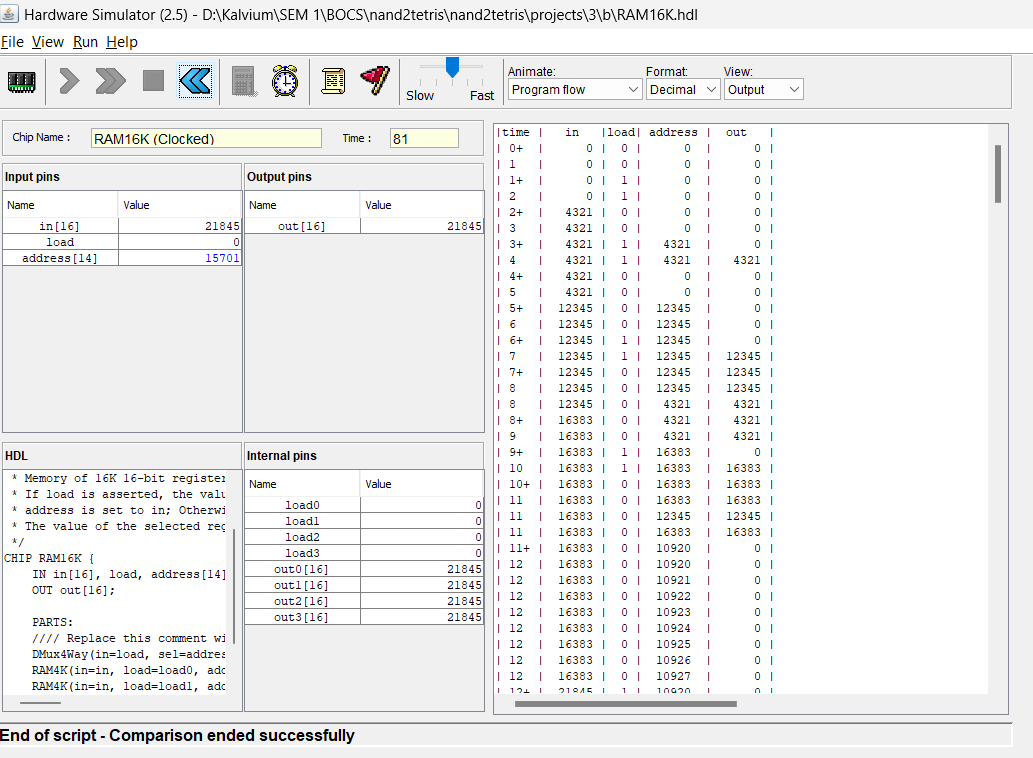 Hardware Simulator (2.5) - D:\Kalvium\SEM 1\BOCS\nand2tetris\nand2tetris\projects\3\b\RAM16K.hdl
File View Run Help
Slow Fast
Animate: Format: View:
Program flow Decimal Output
Chip Name : RAM16K (Clocked) Time : 81
Input pins
Name Value
in[16] 21845
load 0
address[14] 15701
Output pins
Name Value
out[16] 21845
HDL
* Memory of 16K 16-bit register
* If load is asserted, the valu
* address is set to in; Otherwi
* The value of the selected reg
*/
CHIP RAM16K {
IN in[16], load, address[14]
OUT out[16];
PARTS:
//// Replace this comment wi
DMux4Way(in=load, sel=addres
RAM4K(in=in, load=load0, add
RAM4K(in=in, load=load1, add
Internal pins
Name Value
load0 0
load1 0
load2 0
load3 0
out0[16] 21845
out1[16] 21845
out2[16] 21845
out3[16] 21845
|time | in |load| address | out |
| 0+ | 0 | 0 | 0 | 0 |
| 1 | 0 | 0 | 0 | 0 |
| 1+ | 0 | 1 | 0 | 0 |
| 2 | 0 | 1 | 0 | 0 |
| 2+ | 4321 | 0 | 0 | 0 |
| 3 | 4321 | 0 | 0 | 0 |
| 3+ | 4321 | 1 | 4321 | 0 |
| 4 | 4321 | 1 | 4321 | 4321 |
| 4+ | 4321 | 0 | 0 | 0 |
| 5 | 4321 | 0 | 0 | 0 |
| 5+ | 12345 | 0 | 12345 | 0 |
| 6 | 12345 | 0 | 12345 | 0 |
| 6+ | 12345 | 1 | 12345 | 0 |
| 7 | 12345 | 1 | 12345 | 12345 |
| 7+ | 12345 | 0 | 12345 | 12345 |
| 8 | 12345 | 0 | 12345 | 12345 |
| 8 | 12345 | 0 | 4321 | 4321 |
| 8+ | 16383 | 0 | 4321 | 4321 |
| 9 | 16383 | 0 | 4321 | 4321 |
| 9+ | 16383 | 1 | 16383 | 0 |
| 10 | 16383 | 1 | 16383 | 16383 |
| 10+ | 16383 | 0 | 16383 | 16383 |
| 11 | 16383 | 0 | 16383 | 16383 |
| 11 | 16383 | 0 | 12345 | 12345 |
| 11 | 16383 | 0 | 16383 | 16383 |
| 11+ | 16383 | 0 | 10920 | 0 |
| 12 | 16383 | 0 | 10920 | 0 |
| 12 | 16383 | 0 | 10921 | 0 |
| 12 | 16383 | 0 | 10922 | 0 |
| 12 | 16383 | 0 | 10923 | 0 |
| 12 | 16383 | 0 | 10924 | 0 |
| 12 | 16383 | 0 | 10925 | 0 |
| 12 | 16383 | 0 | 10926 | 0 |
| 12 | 16383 | 0 | 10927 | 0 |
| 12+ | 21845 | 1 | 10920 | 0 |
End of script - Comparison ended successfully